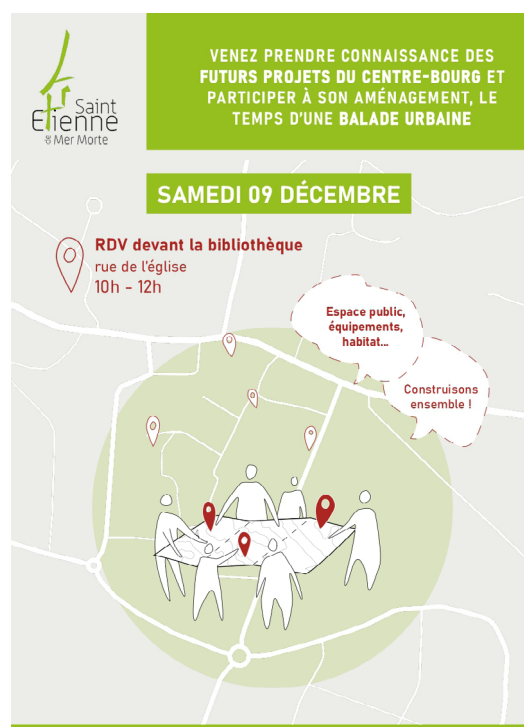 Saint
Etienne
de Mer Morte
VENEZ PRENDRE CONNAISSANCE DES
FUTURS PROJETS DU CENTRE-BOURG ET
PARTICIPER À SON AMÉNAGEMENT, LE
TEMPS D'UNE BALADE URBAINE
SAMEDI 09 DÉCEMBRE
RDV devant la bibliothèque
rue de l'église
10h - 12h
Espace public,
équipements,
habitat...
Construisons
ensemble !